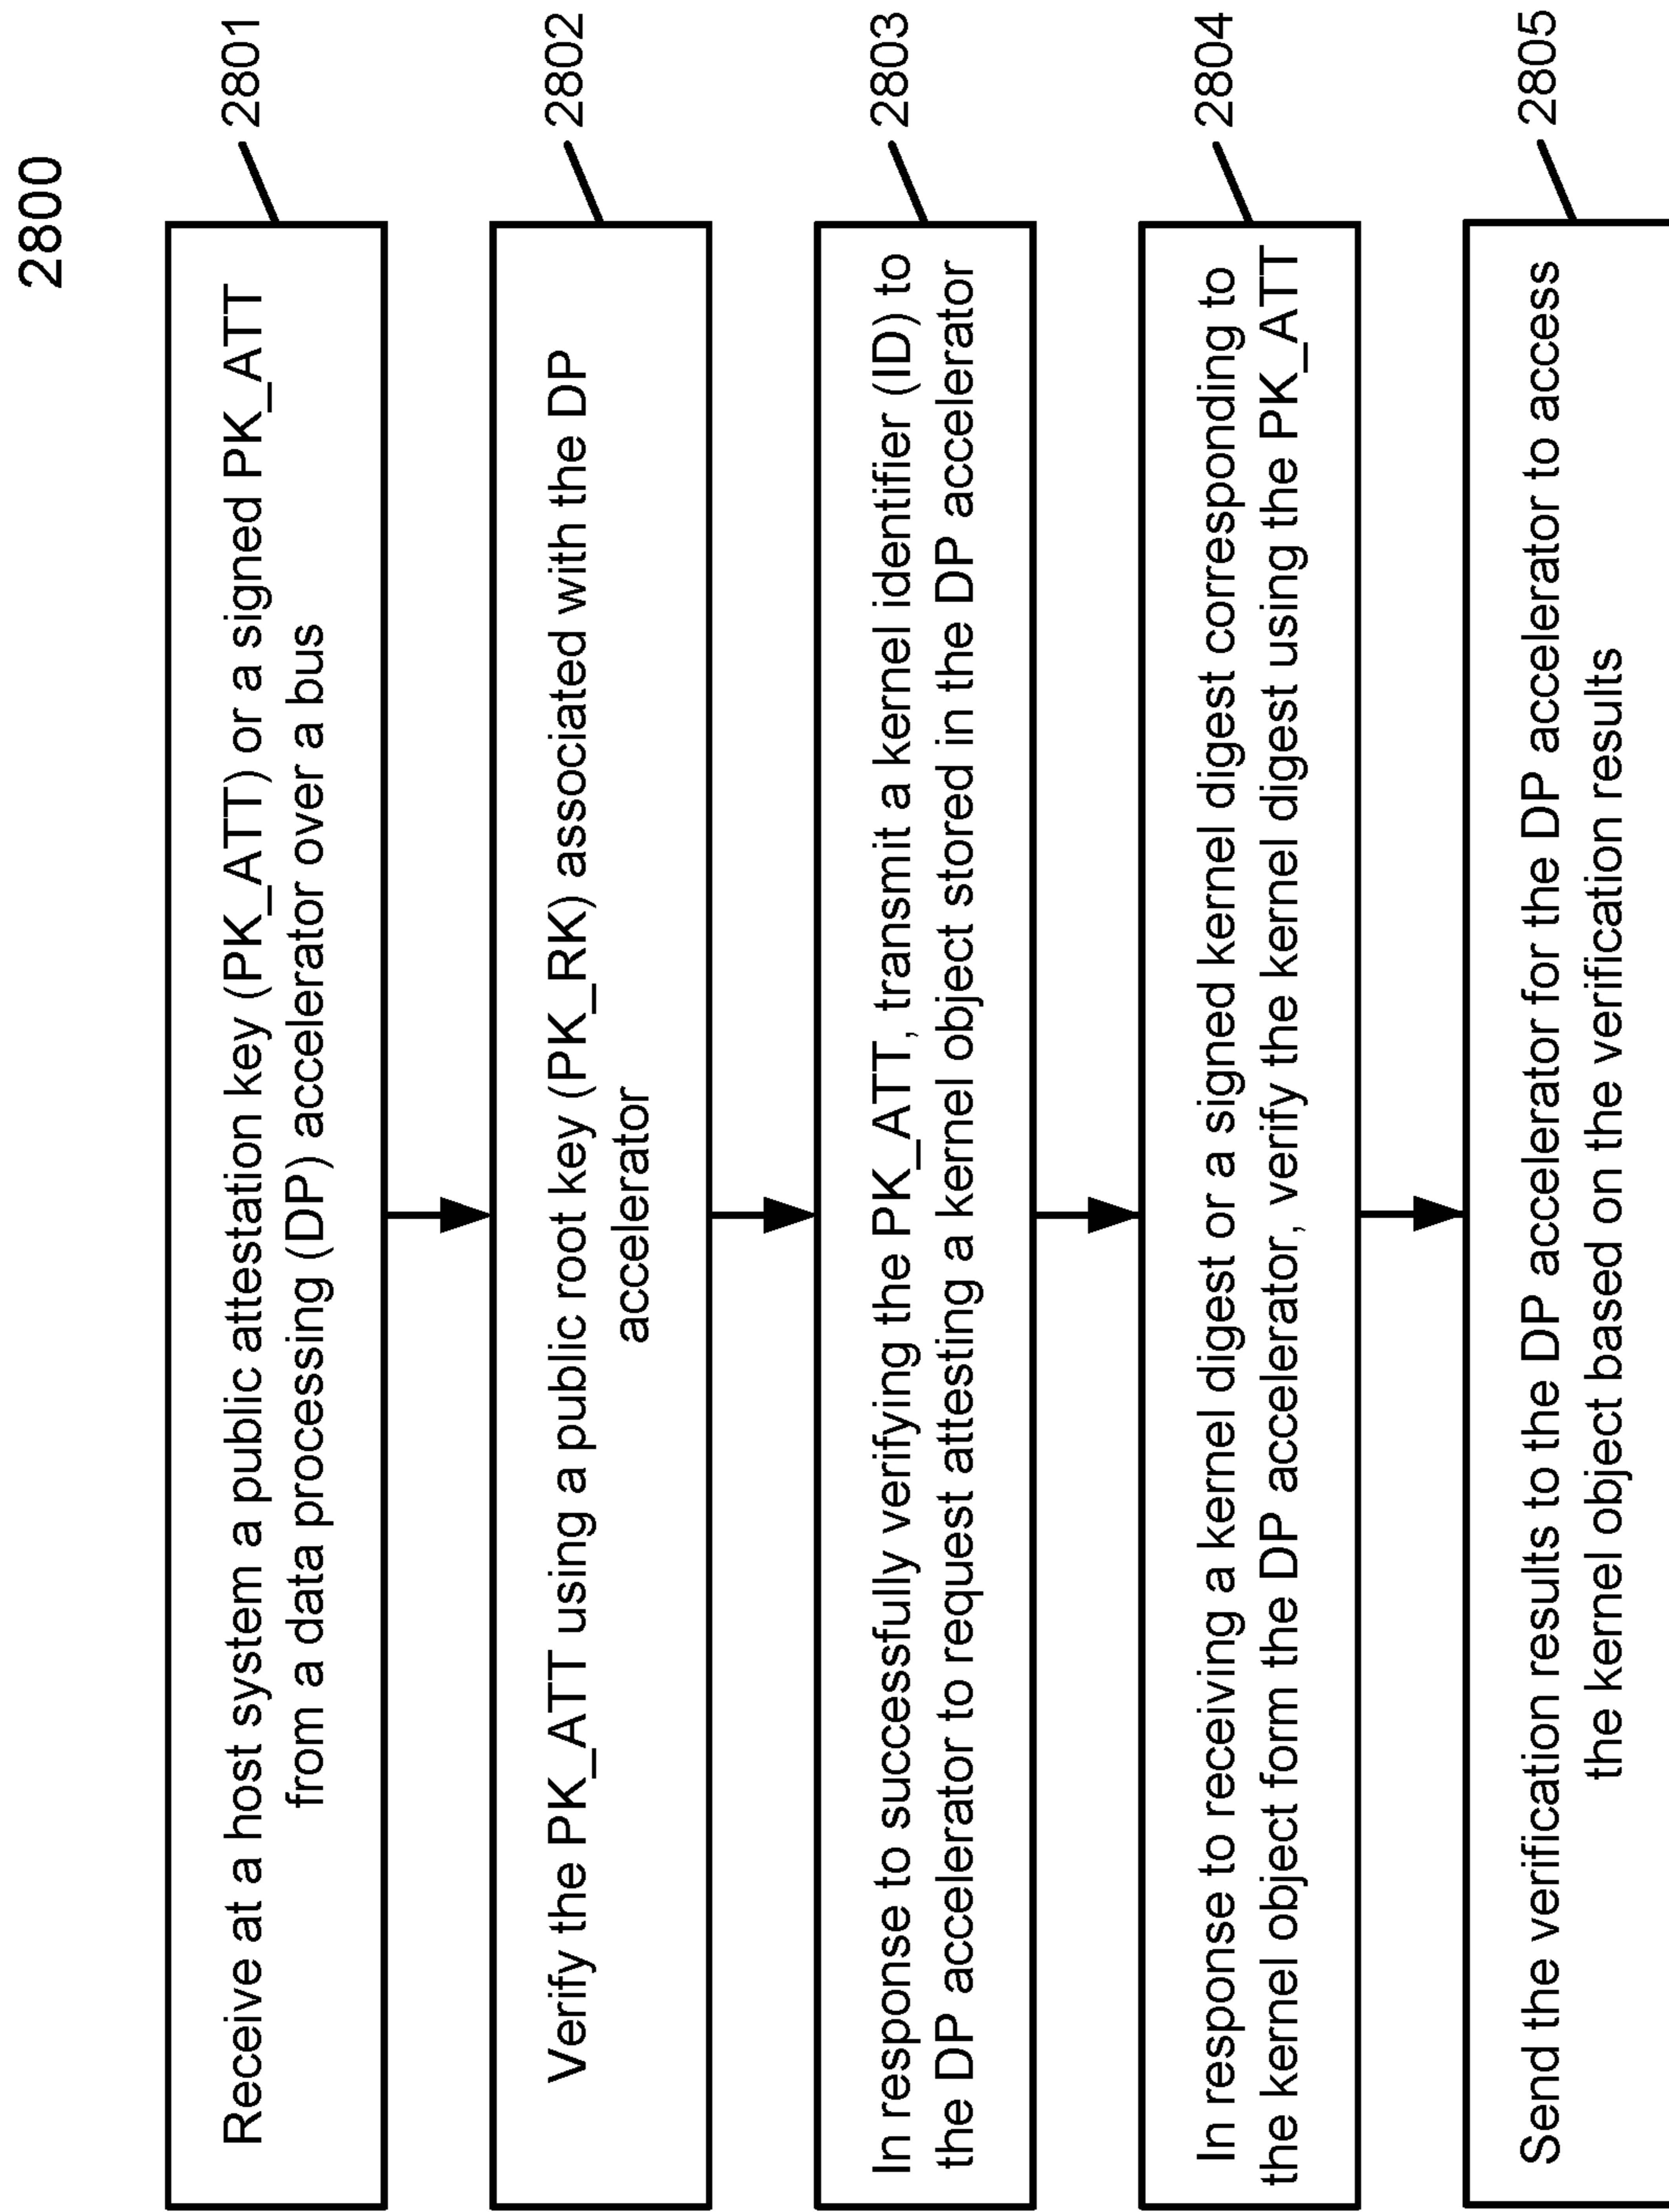 2800
Receive at a host system a public attestation key (PK_ATT) or a signed PK_ATT
from a data processing (DP) accelerator over a bus
2801
Verify the PK_ATT using a public root key (PK_RK) associated with the DP
accelerator
2802
In response to successfully verifying the PK_ATT, transmit a kernel identifier (ID) to
the DP accelerator to request attesting a kernel object stored in the DP accelerator
2803
In response to receiving a kernel digest or a signed kernel digest corresponding to
the kernel object form the DP accelerator, verify the kernel digest using the PK_ATT
2804
Send the verification results to the DP accelerator for the DP accelerator to access
the kernel object based on the verification results
2805